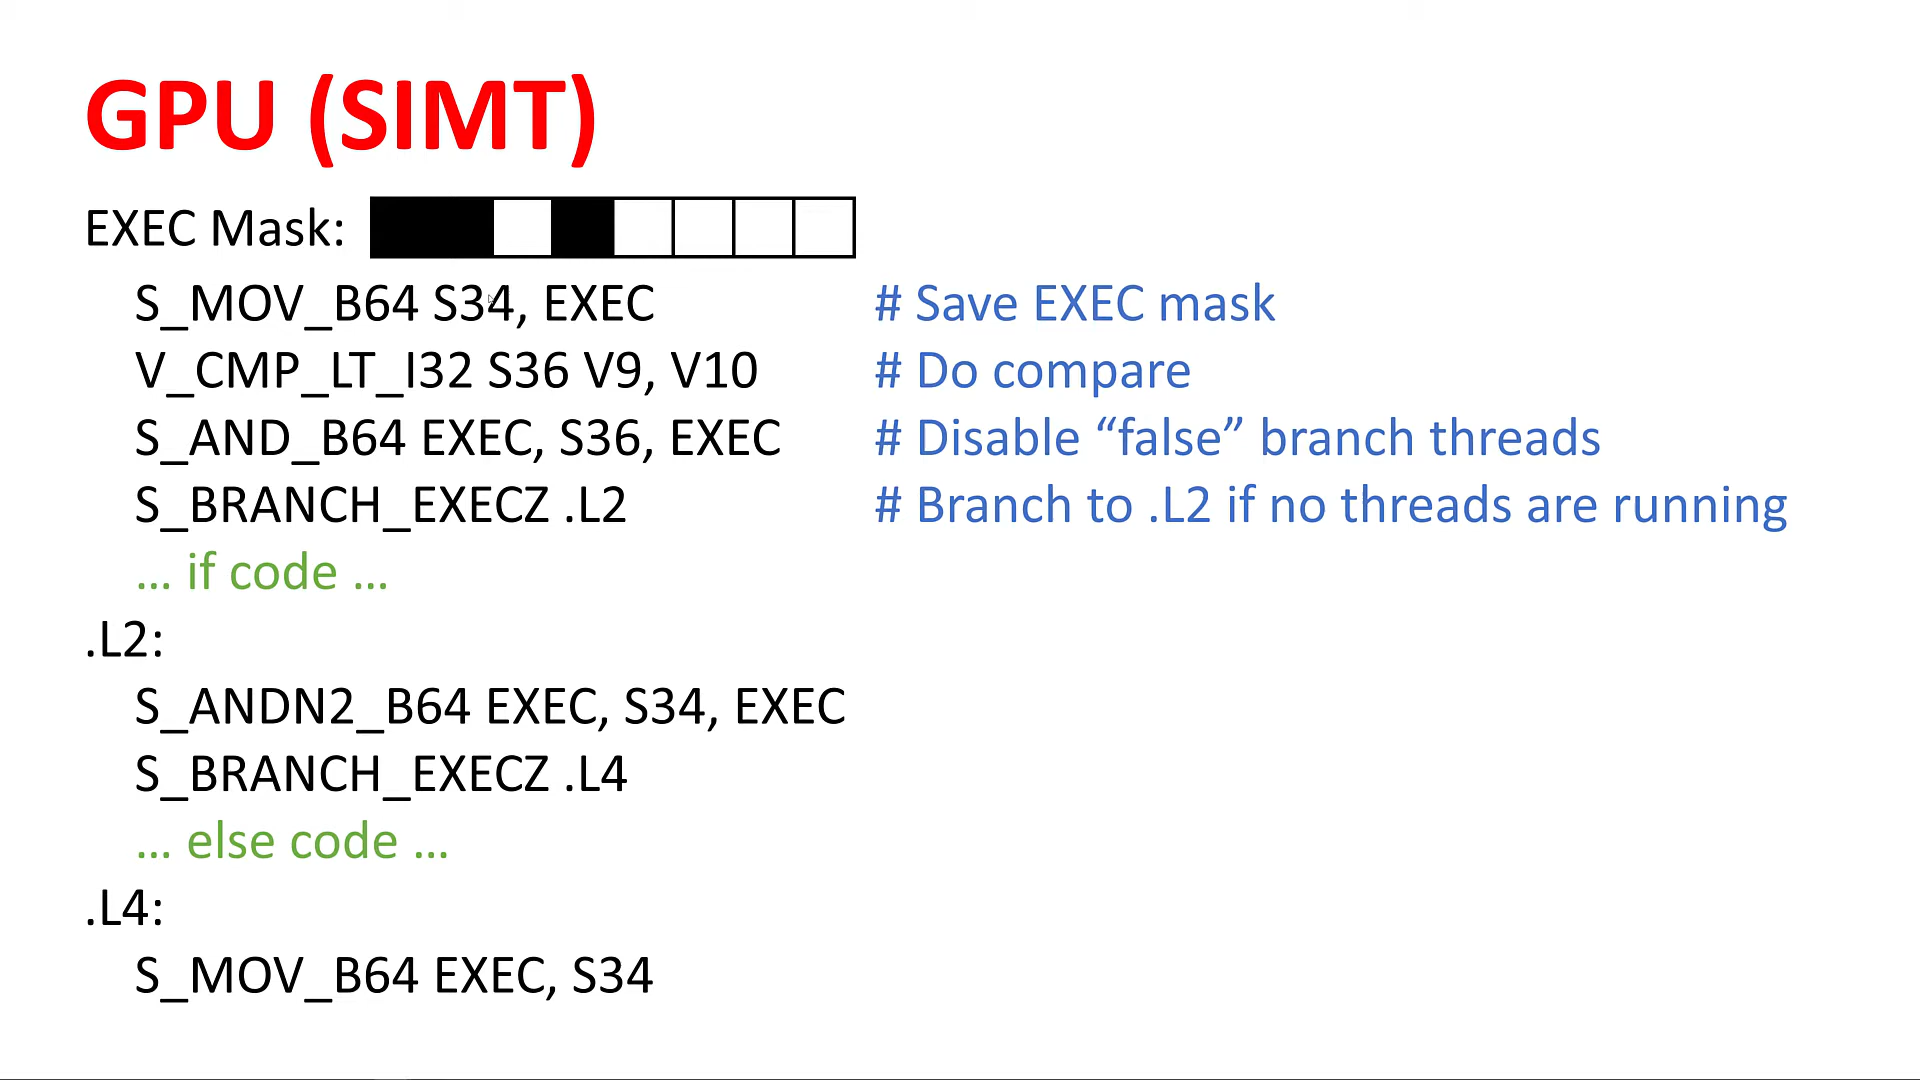 GPU (SIMT)
EXEC Mask:
S_MOV_B64 S34, EXEC # Save EXEC mask
V_CMP_LT_I32 S36 V9, V10 # Do compare
S_AND_B64 EXEC, S36, EXEC # Disable “false” branch threads
S_BRANCH_EXECZ .L2 # Branch to .L2 if no threads are running
... if code ...
.L2:
S_ANDN2_B64 EXEC, S34, EXEC
S_BRANCH_EXECZ .L4
... else code ...
.L4:
S_MOV_B64 EXEC, S34